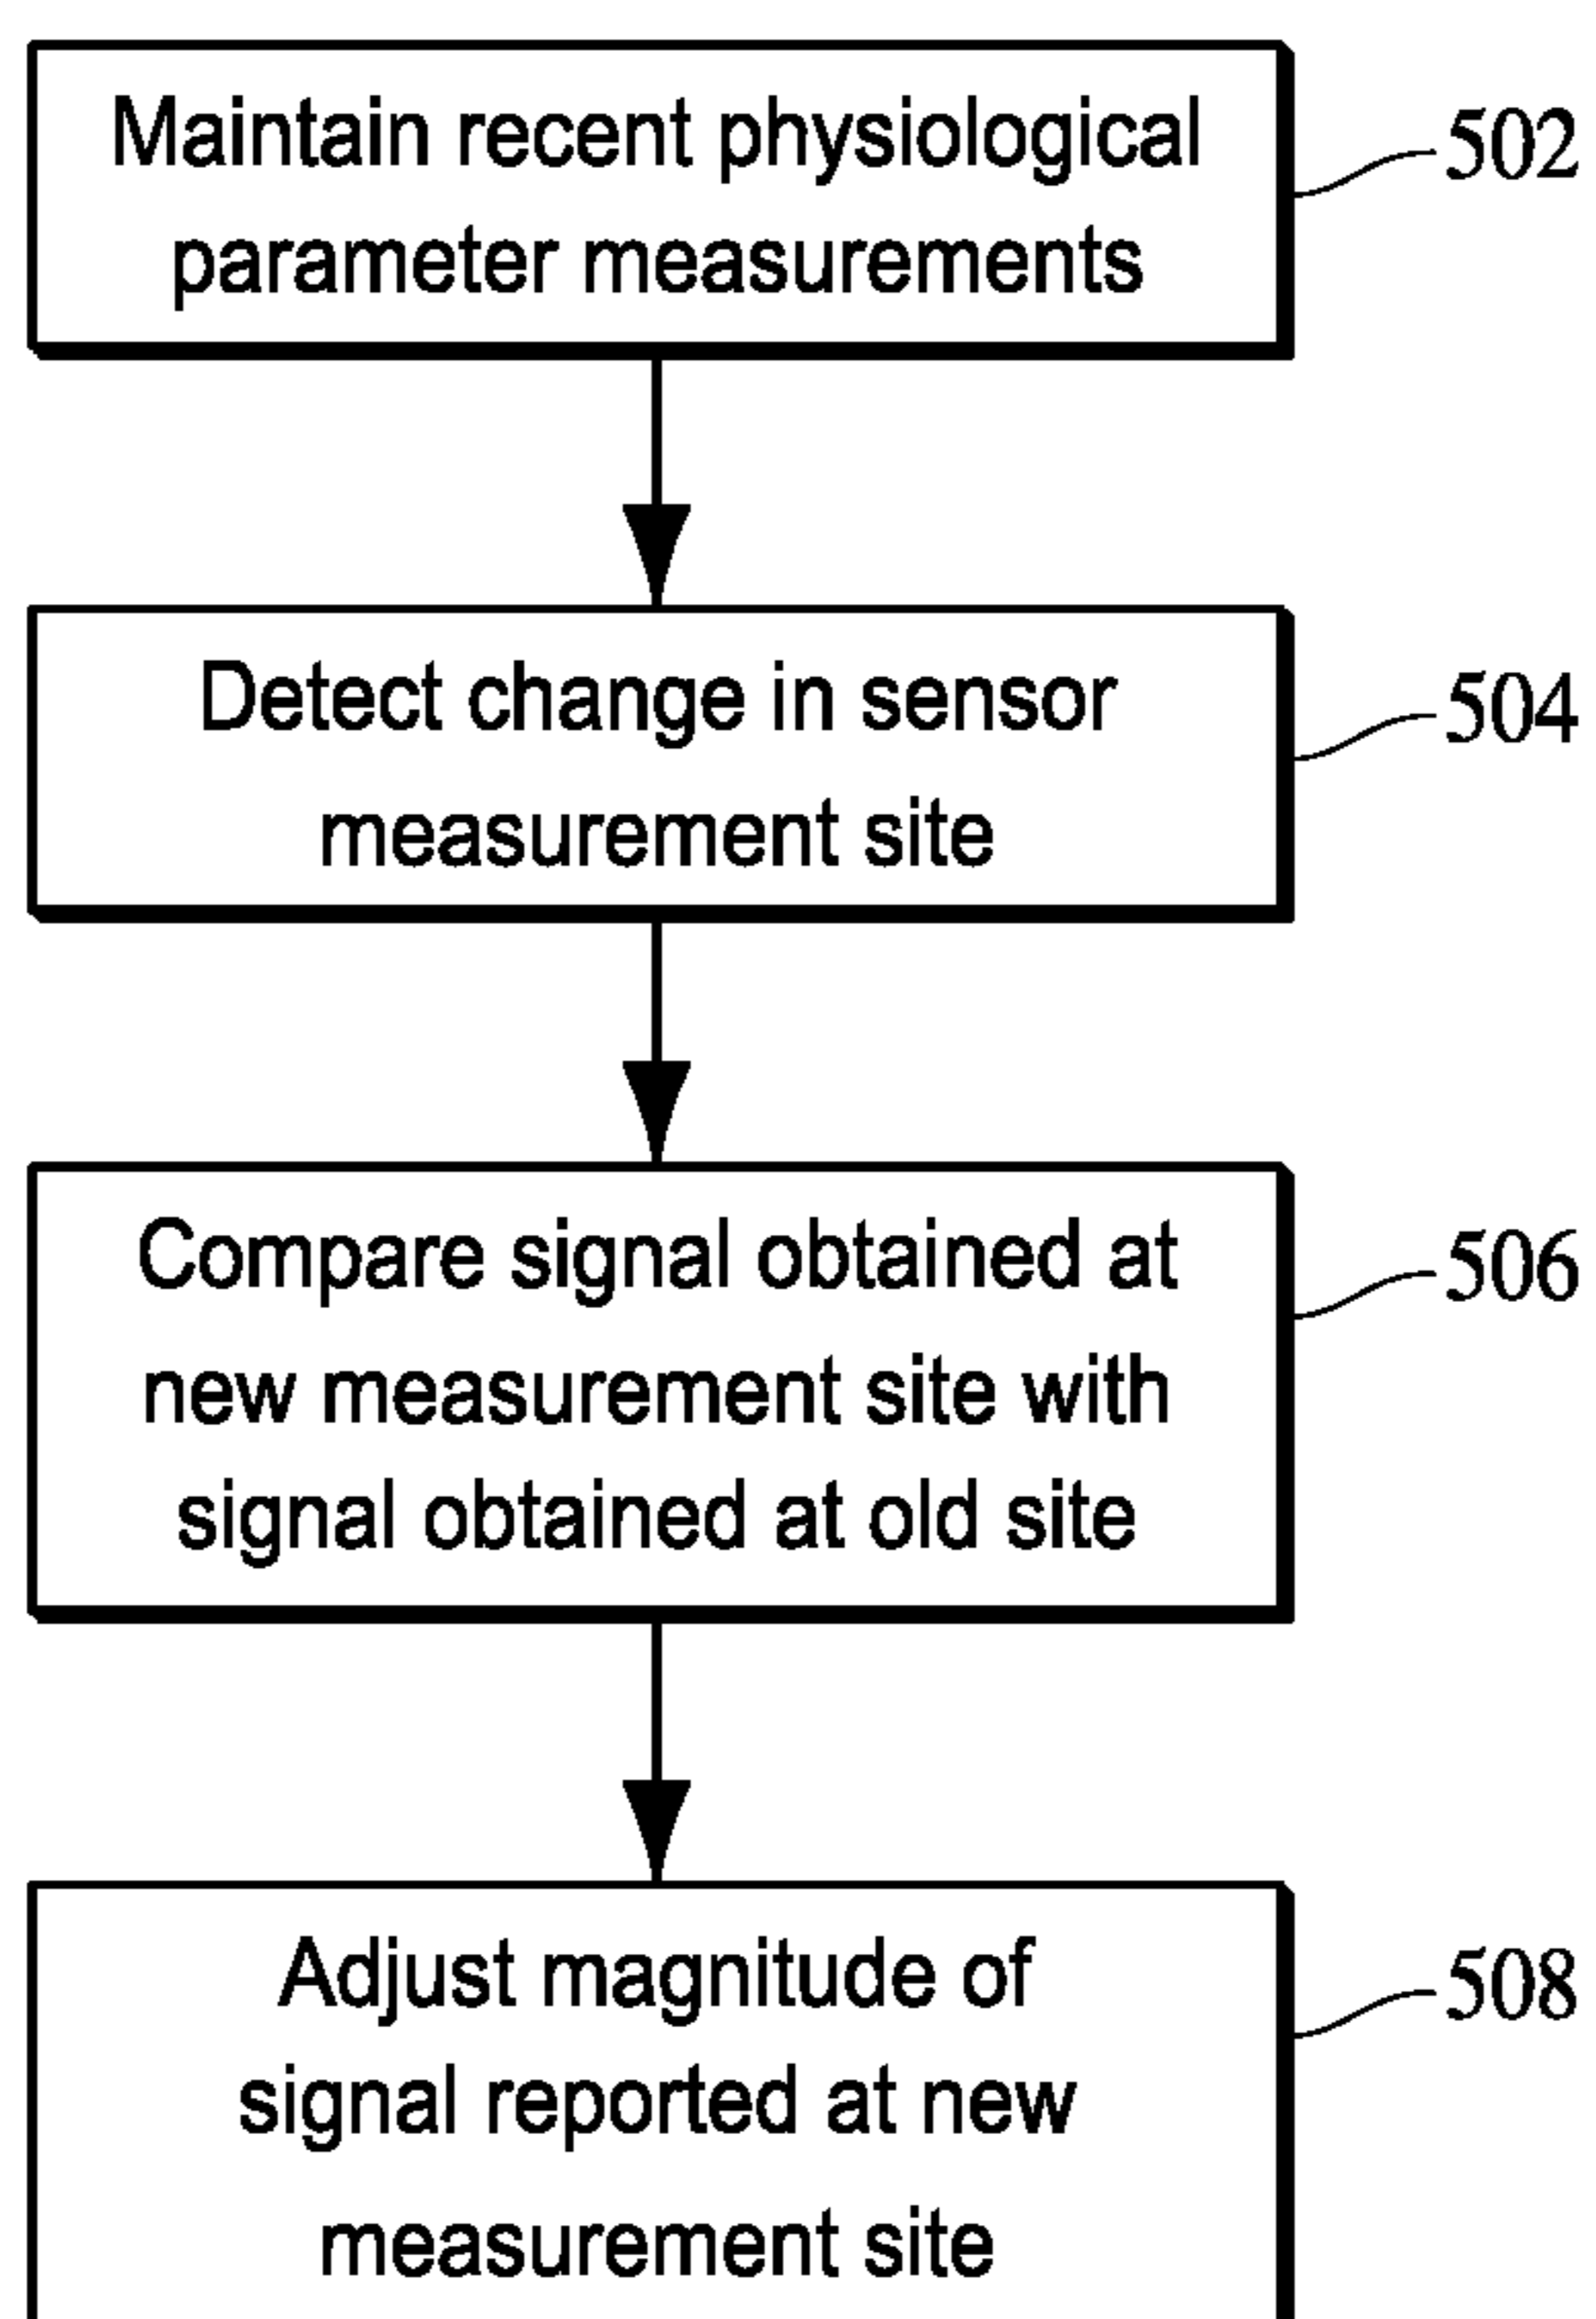 Maintain recent physiological
parameter measurements
502
Detect change in sensor
measurement site
504
Compare signal obtained at
new measurement site with
signal obtained at old site
506
Adjust magnitude of
signal reported at new
measurement site
508